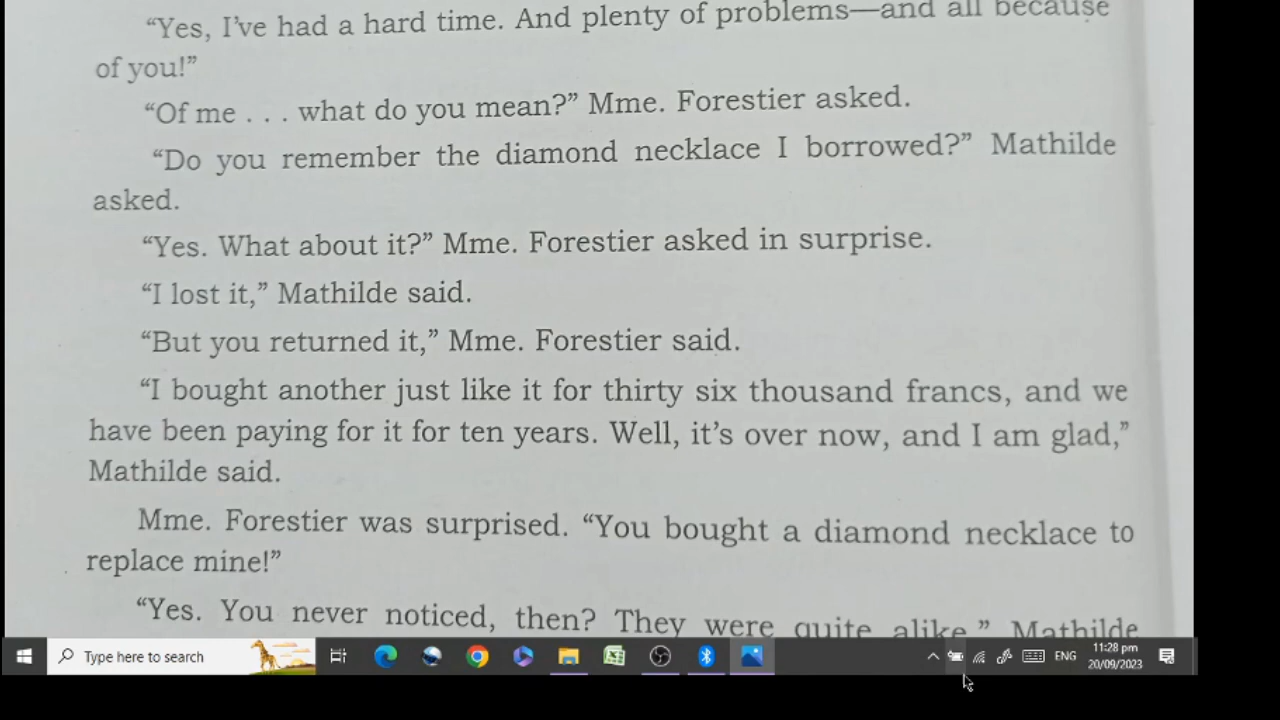 “Yes, I’ve had a hard time. And plenty of problems—and all because
of you!”
“Of me . . . what do you mean?” Mme. Forestier asked.
“Do you remember the diamond necklace I borrowed?” Mathilde
asked.
“Yes. What about it?” Mme. Forestier asked in surprise.
“I lost it,” Mathilde said.
“But you returned it,” Mme. Forestier said.
“I bought another just like it for thirty six thousand francs, and we
have been paying for it for ten years. Well, it’s over now, and I am glad,”
Mathilde said.
Mme. Forestier was surprised. “You bought a diamond necklace to
replace mine!”
“Yes. You never noticed, then? They were quite alike,” Mathilde
Type here to search
ENG
11:28 pm
20/09/2023